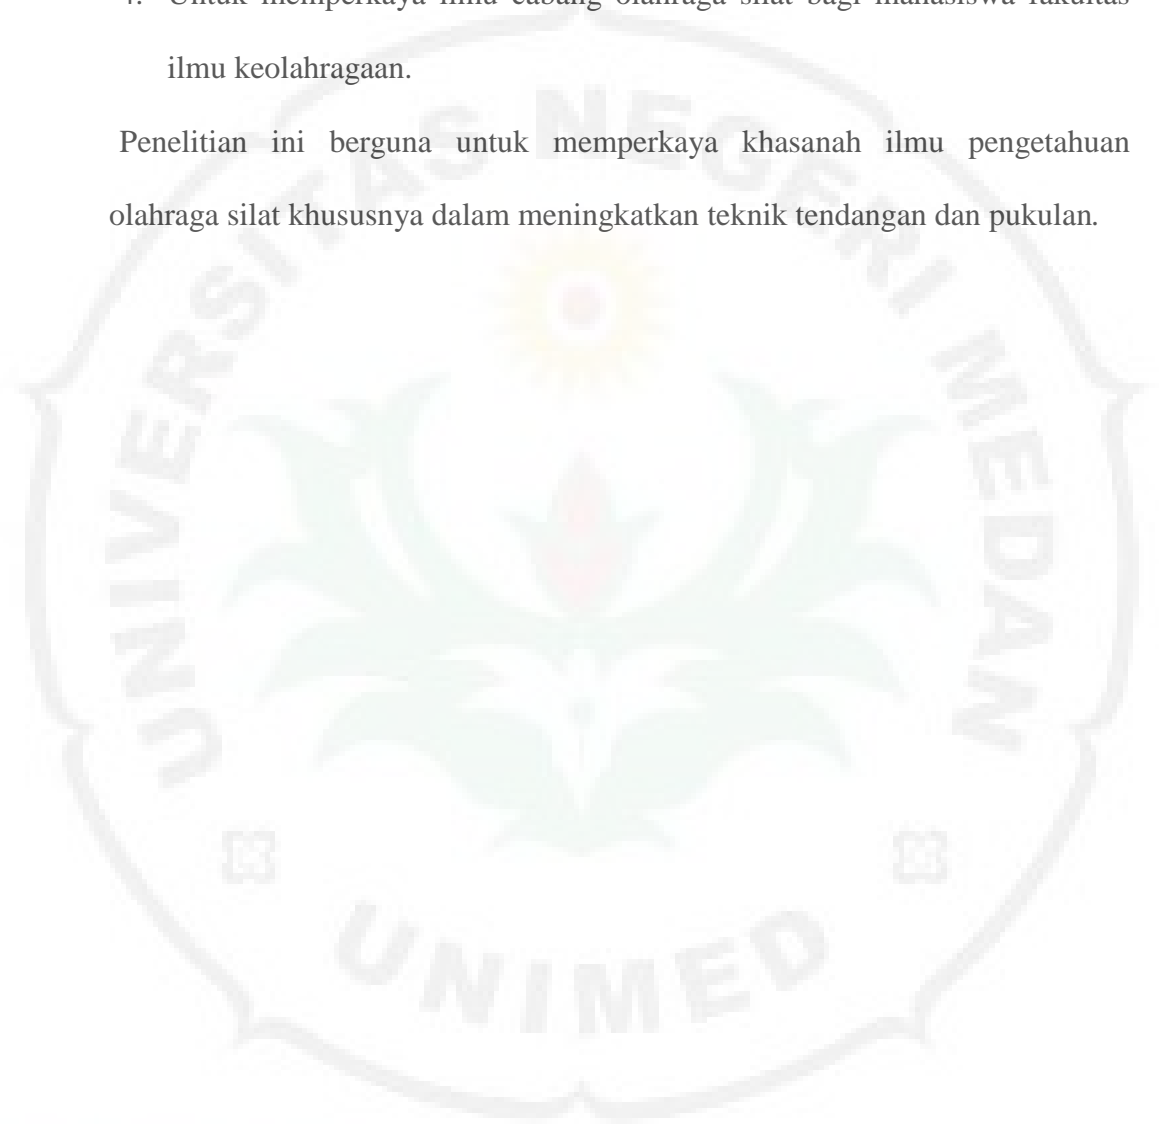 4. Untuk memperkaya ilmu cabang olahraga silat bagi mahasiswa fakultas
ilmu keolahragaan.
Penelitian ini berguna untuk memperkaya khasanah ilmu pengetahuan
olahraga silat khususnya dalam meningkatkan teknik tendangan dan pukulan.
UNIVERSITAS NEGERI MEDAN
UNIMED